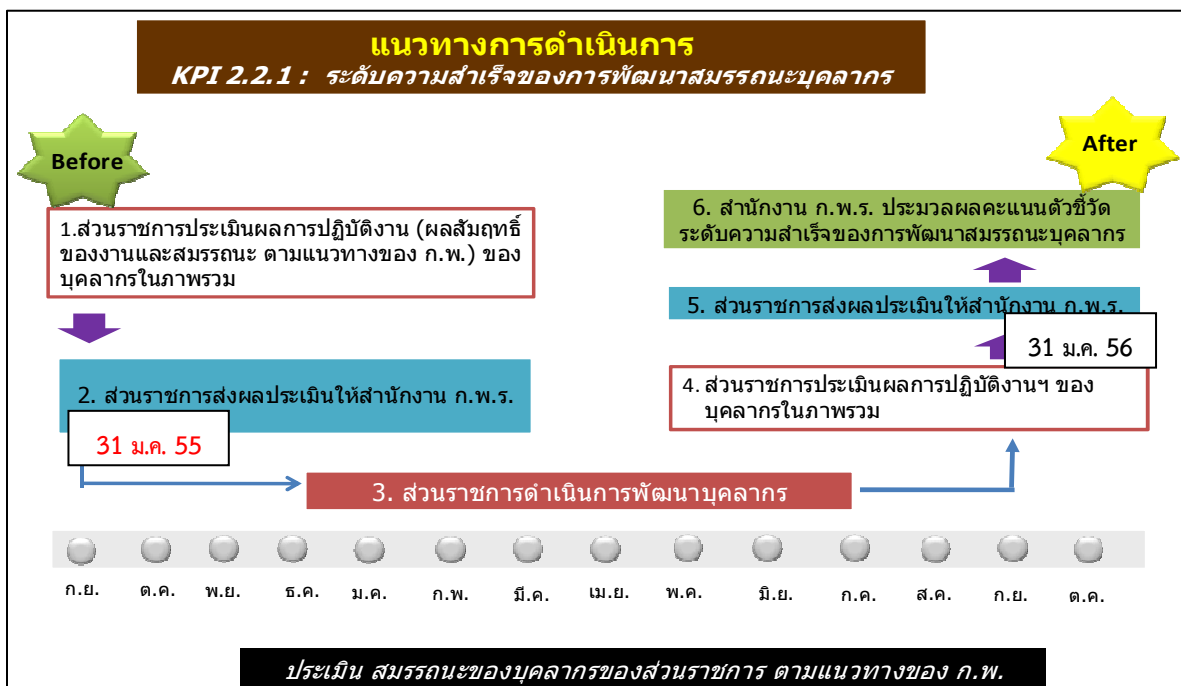 แนวทางการดำเนินการ
KPI 2.2.1 : ระดับความสำเร็จของการพัฒนาสมรรถนะบุคลากร
Before
1.ส่วนราชการประเมินผลการปฏิบัติงาน (ผลสัมฤทธิ์
ของงานและสมรรถนะ ตามแนวทางของ ก.พ.) ของ
บุคลากรในภาพรวม
2. ส่วนราชการส่งผลประเมินให้สำนักงาน ก.พ.ร.
31 ม.ค. 55
3. ส่วนราชการดำเนินการพัฒนาบุคลากร
After
6. สำนักงาน ก.พ.ร. ประมวลผลคะแนนตัวชี้วัด
ระดับความสำเร็จของการพัฒนาสมรรถนะบุคลากร
5. ส่วนราชการส่งผลประเมินให้สำนักงาน ก.พ.ร.
31 ม.ค. 56
4. ส่วนราชการประเมินผลการปฏิบัติงานฯ ของ
บุคลากรในภาพรวม
ก.ย. ต.ค. พ.ย. ธ.ค. ม.ค. ก.พ. มี.ค. เม.ย. พ.ค. มิ.ย. ก.ค. ส.ค. ก.ย. ต.ค.
ประเมิน สมรรถนะของบุคลากรของส่วนราชการ ตามแนวทางของ ก.พ.